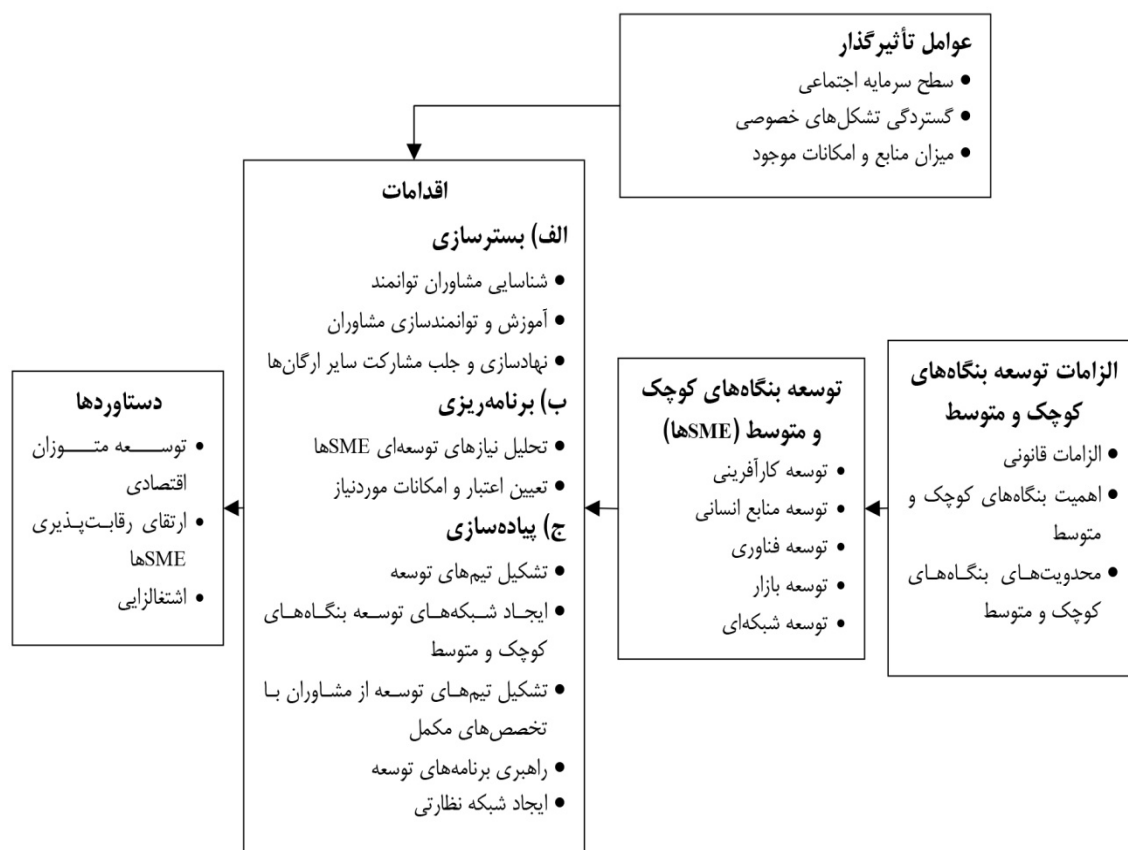 عوامل تأثیرگذار
• سطح سرمایه اجتماعی
• گستردگی تشکل‌های خصوصی
• میزان منابع و امکانات موجود
الزامات توسعه بنگاه‌های
کوچک و متوسط
• الزامات قانونی
• اهمیت بنگاه‌های کوچک و
متوسط
• محدویت‌های بنگاه‌های
کوچک و متوسط
توسعه بنگاه‌های کوچک
و متوسط (SMEها)
• توسعه کارآفرینی
• توسعه منابع انسانی
• توسعه فناوری
• توسعه بازار
• توسعه شبکه‌ای
اقدامات
الف) بسترسازی
• شناسایی مشاوران توانمند
• آموزش و توانمندسازی مشاوران
• نهادسازی و جلب مشارکت سایر ارگان‌ها
ب) برنامه‌ریزی
• تحلیل نیازهای توسعه‌ای SMEها
• تعیین اعتبار و امکانات موردنیاز
ج) پیاده‌سازی
• تشکیل تیم‌های توسعه
• ایجاد شبکه‌های توسعه بنگاه‌های
کوچک و متوسط
• تشکیل تیم‌های توسعه از مشاوران با
تخصص‌های مکمل
• راهبری برنامه‌های توسعه
• ایجاد شبکه نظارتی
دستاوردها
• توسعه متوزان
اقتصادی
• ارتقای رقابت‌پذیری
SMEها
• اشتغالزایی